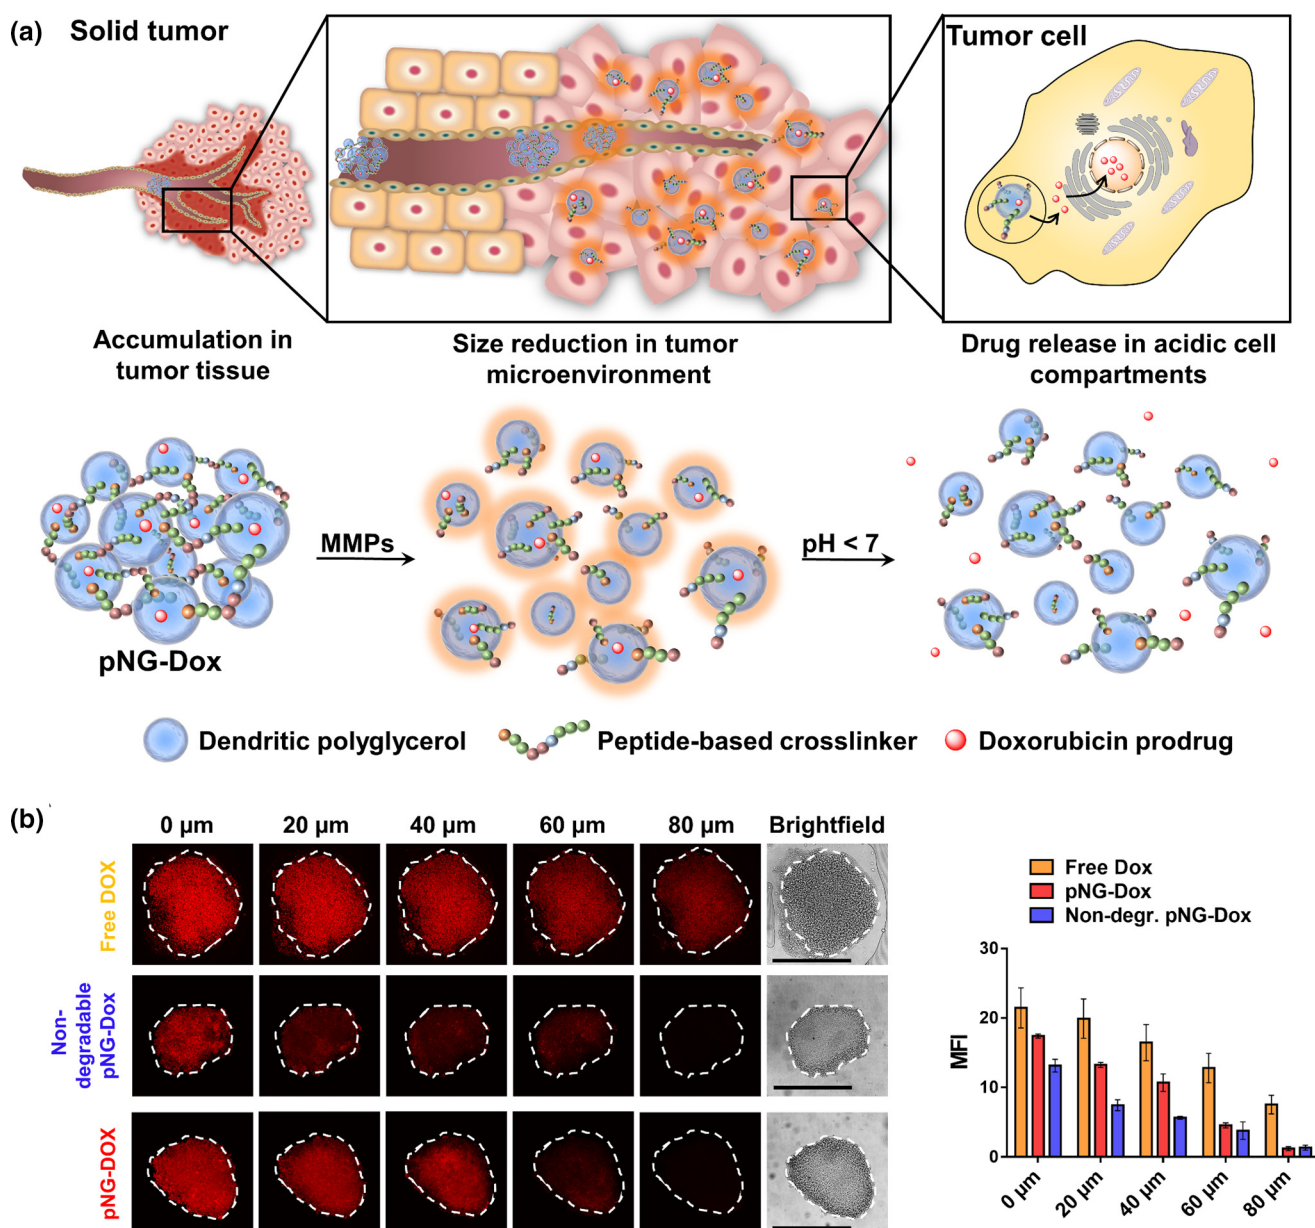 (a) Solid tumor
Tumor cell
Accumulation in
tumor tissue
Size reduction in tumor
microenvironment
Drug release in acidic cell
compartments
MMPs
pH < 7
pNG-Dox
Dendritic polyglycerol
Peptide-based crosslinker
Doxorubicin prodrug
(b)
0 µm
20 µm
40 µm
60 µm
80 µm
Brightfield
Free DOX
Non-
degradable
pNG-Dox
pNG-DOX
Free Dox
pNG-Dox
Non-degr. pNG-Dox
MFI
30
20
10
0
0 µm
20 µm
40 µm
60 µm
80 µm